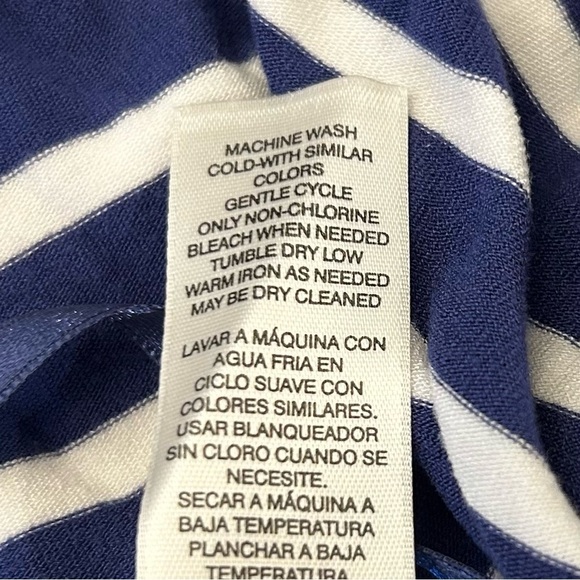 MACHINE WASH
COLD-WITH SIMILAR
COLORS
GENTLE CYCLE
ONLY NON-CHLORINE
BLEACH WHEN NEEDED
TUMBLE DRY LOW
WARM IRON AS NEEDED
MAY BE DRY CLEANED
LAVAR A MÁQUINA CON
AGUA FRIA EN
CICLO SUAVE CON
COLORES SIMILARES.
USAR BLANQUEADOR
SIN CLORO CUANDO SE
NECESITE.
SECAR A MÁQUINA A
BAJA TEMPERATURA
PLANCHAR A BAJA
TEMPERATURA